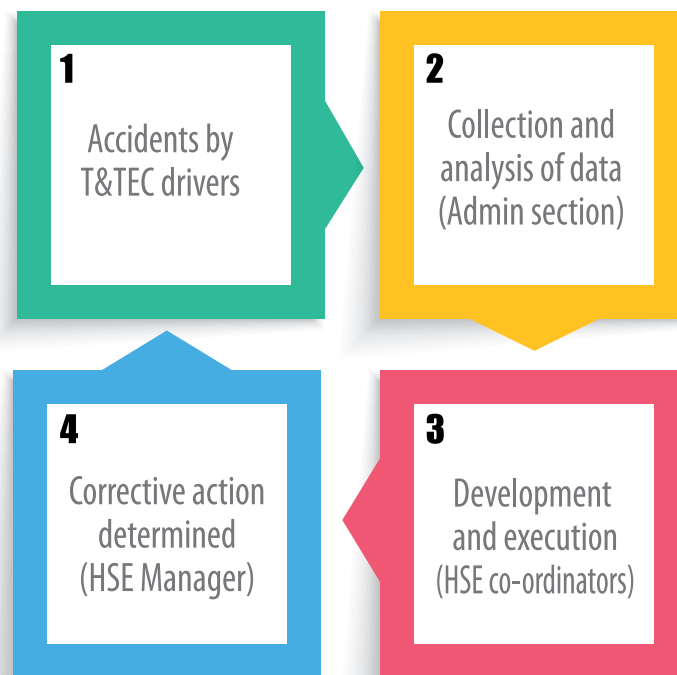 1
Accidents by
T&TEC drivers
2
Collection and
analysis of data
(Admin section)
3
Development
and execution
(HSE co-ordinators)
4
Corrective action
determined
(HSE Manager)